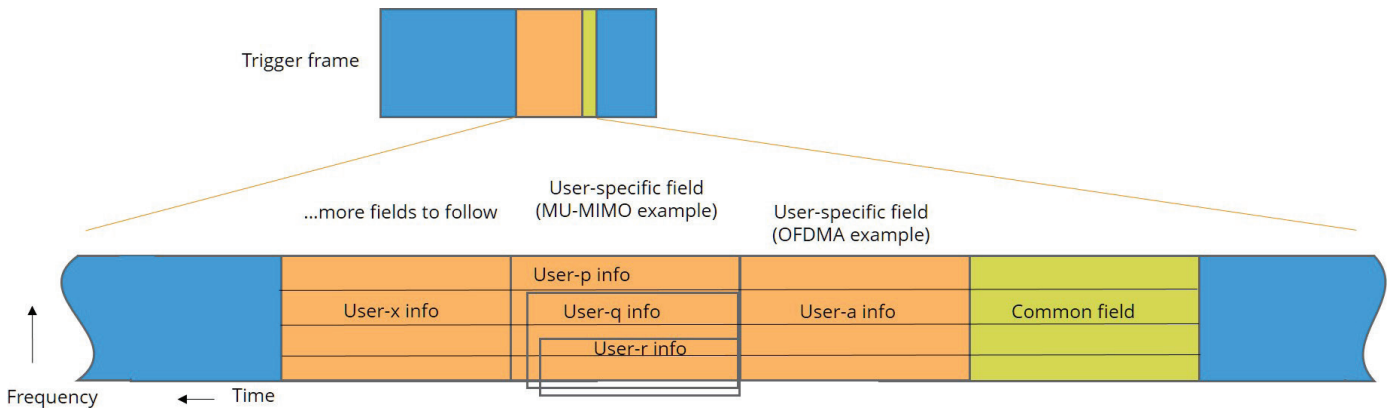 Trigger frame
User-specific field
(MU-MIMO example)
...more fields to follow
User-specific field
(OFDMA example)
User-p info
User-x info
User-q info
User-a info
Common field
User-r info
Frequency
Time